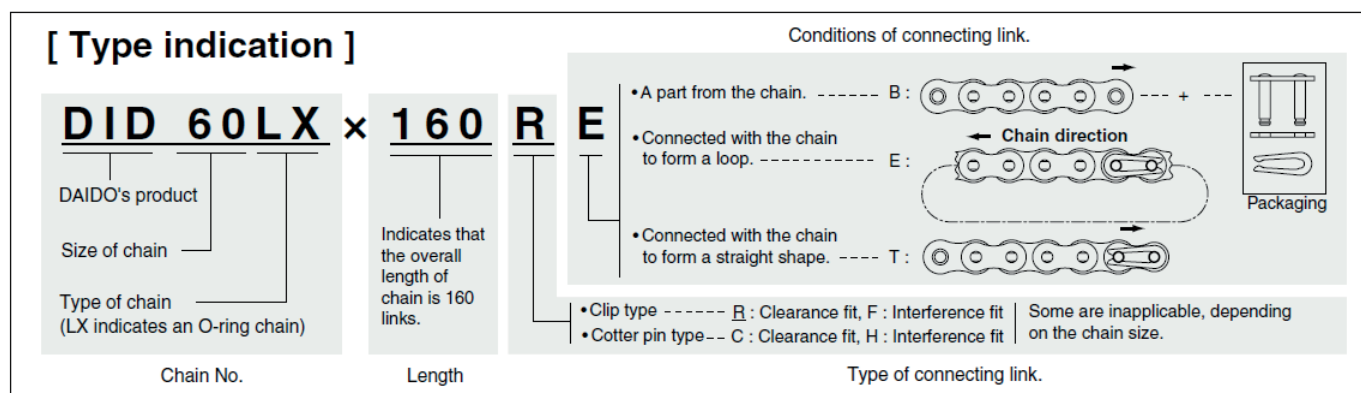 [ Type indication ]
Conditions of connecting link.
DID 60LX × 160 R E
DAIDO's product
Size of chain
Type of chain
(LX indicates an O-ring chain)
Indicates that
the overall
length of
chain is 160
links.
•A part from the chain. ------ B : --- + ---
•Connected with the chain
to form a loop. ----------- E :
Chain direction
•Connected with the chain
to form a straight shape. ---- T :
Packaging
•Clip type ------ R : Clearance fit, F : Interference fit
•Cotter pin type-- C : Clearance fit, H : Interference fit
Some are inapplicable, depending
on the chain size.
Chain No.
Length
Type of connecting link.